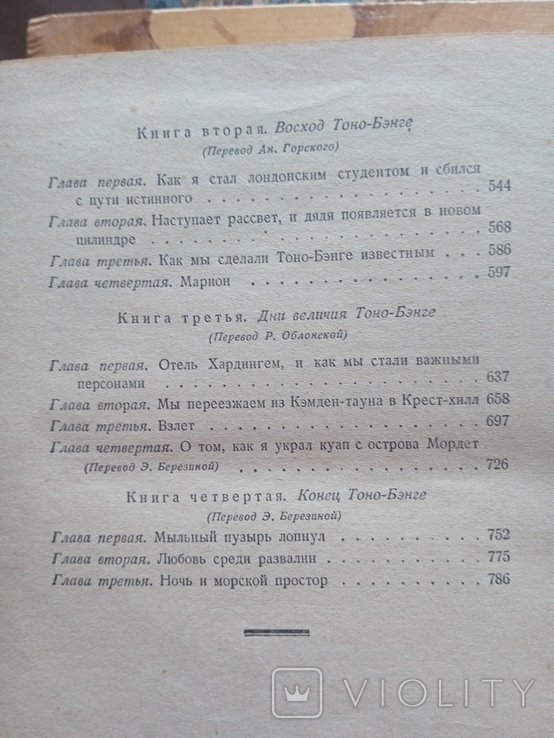 Книга вторая. Восход Тоно-Бэнге
(Перевод Ан. Горского)
Глава первая. Как я стал лондонским студентом и сбился
с пути истинного . . . . . . . . . . . . . . . . 544
Глава вторая. Наступает рассвет, и дядя появляется в новом
цилиндре . . . . . . . . . . . . . . . . . . . 568
Глава третья. Как мы сделали Тоно-Бэнге известным . . . 586
Глава четвертая. Марион . . . . . . . . . . . . . . 597
Книга третья. Дни величия Тоно-Бэнге
(Перевод Р. Облонской)
Глава первая. Отель Хардингем, и как мы стали важными
персонами . . . . . . . . . . . . . . . . . . . 637
Глава вторая. Мы переезжаем из Кэмден-тауна в Крест-хилл 658
Глава третья. Взлет . . . . . . . . . . . . . . . . 697
Глава четвертая. О том, как я украл куап с острова Мордет
(Перевод Э. Березиной) . . . . . . . . . . . . . . 726
Книга четвертая. Конец Тоно-Бэнге
(Перевод Э. Березиной)
Глава первая. Мыльный пузырь лопнул . . . . . . . . . 752
Глава вторая. Любовь среди развалин . . . . . . . . . 775
Глава третья. Ночь и морской простор . . . . . . . . . 786
VIOLITY